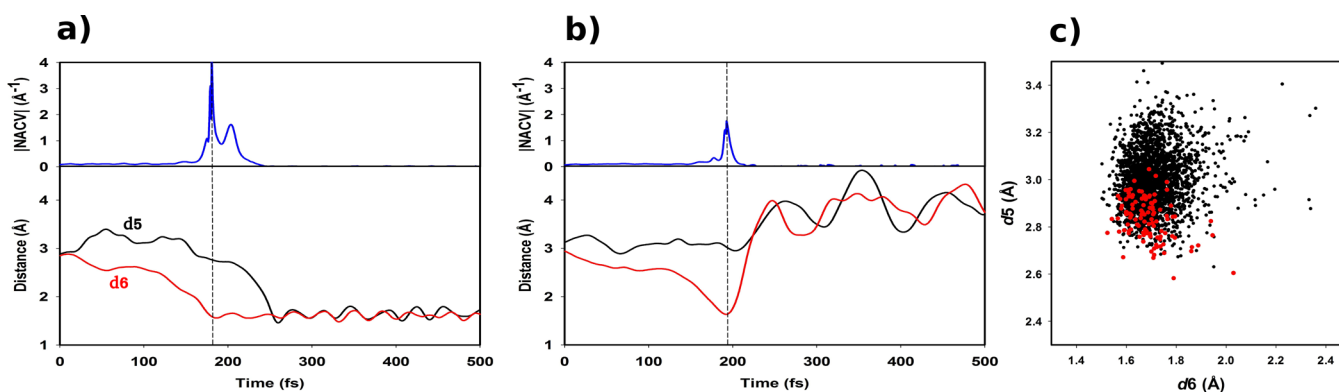 a)
|NACV| (Å⁻¹)
4
3
2
1
0
Distance (Å)
4
3
2
1
d5
d6
0 100 200 300 400 500
Time (fs)
b)
|NACV| (Å⁻¹)
4
3
2
1
0
Distance (Å)
4
3
2
1
0 100 200 300 400 500
Time (fs)
c)
d5 (Å)
3.4
3.2
3.0
2.8
2.6
2.4
1.4 1.6 1.8 2.0 2.2 2.4
d6 (Å)